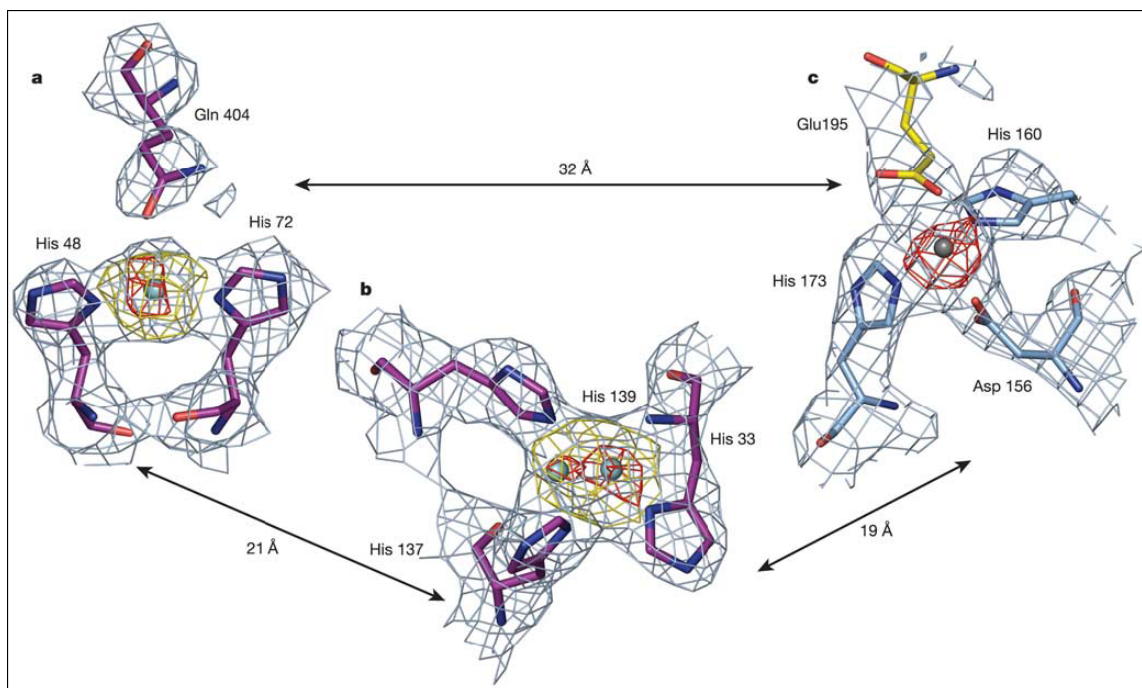 a
Gln 404
His 48
His 72
32 Å
c
Glu195
His 160
His 173
Asp 156
b
His 139
His 33
His 137
21 Å
19 Å